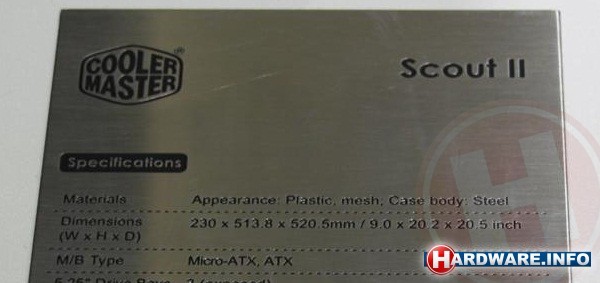 COOLER MASTER
Scout II
Specifications
Materials Appearance: Plastic, mesh, Case body: Steel
Dimensions (W x H x D) 230 x 513.8 x 520.5mm / 9.0 x 20.2 x 20.5 inch
M/B Type Micro-ATX, ATX
HARDWARE.INFO